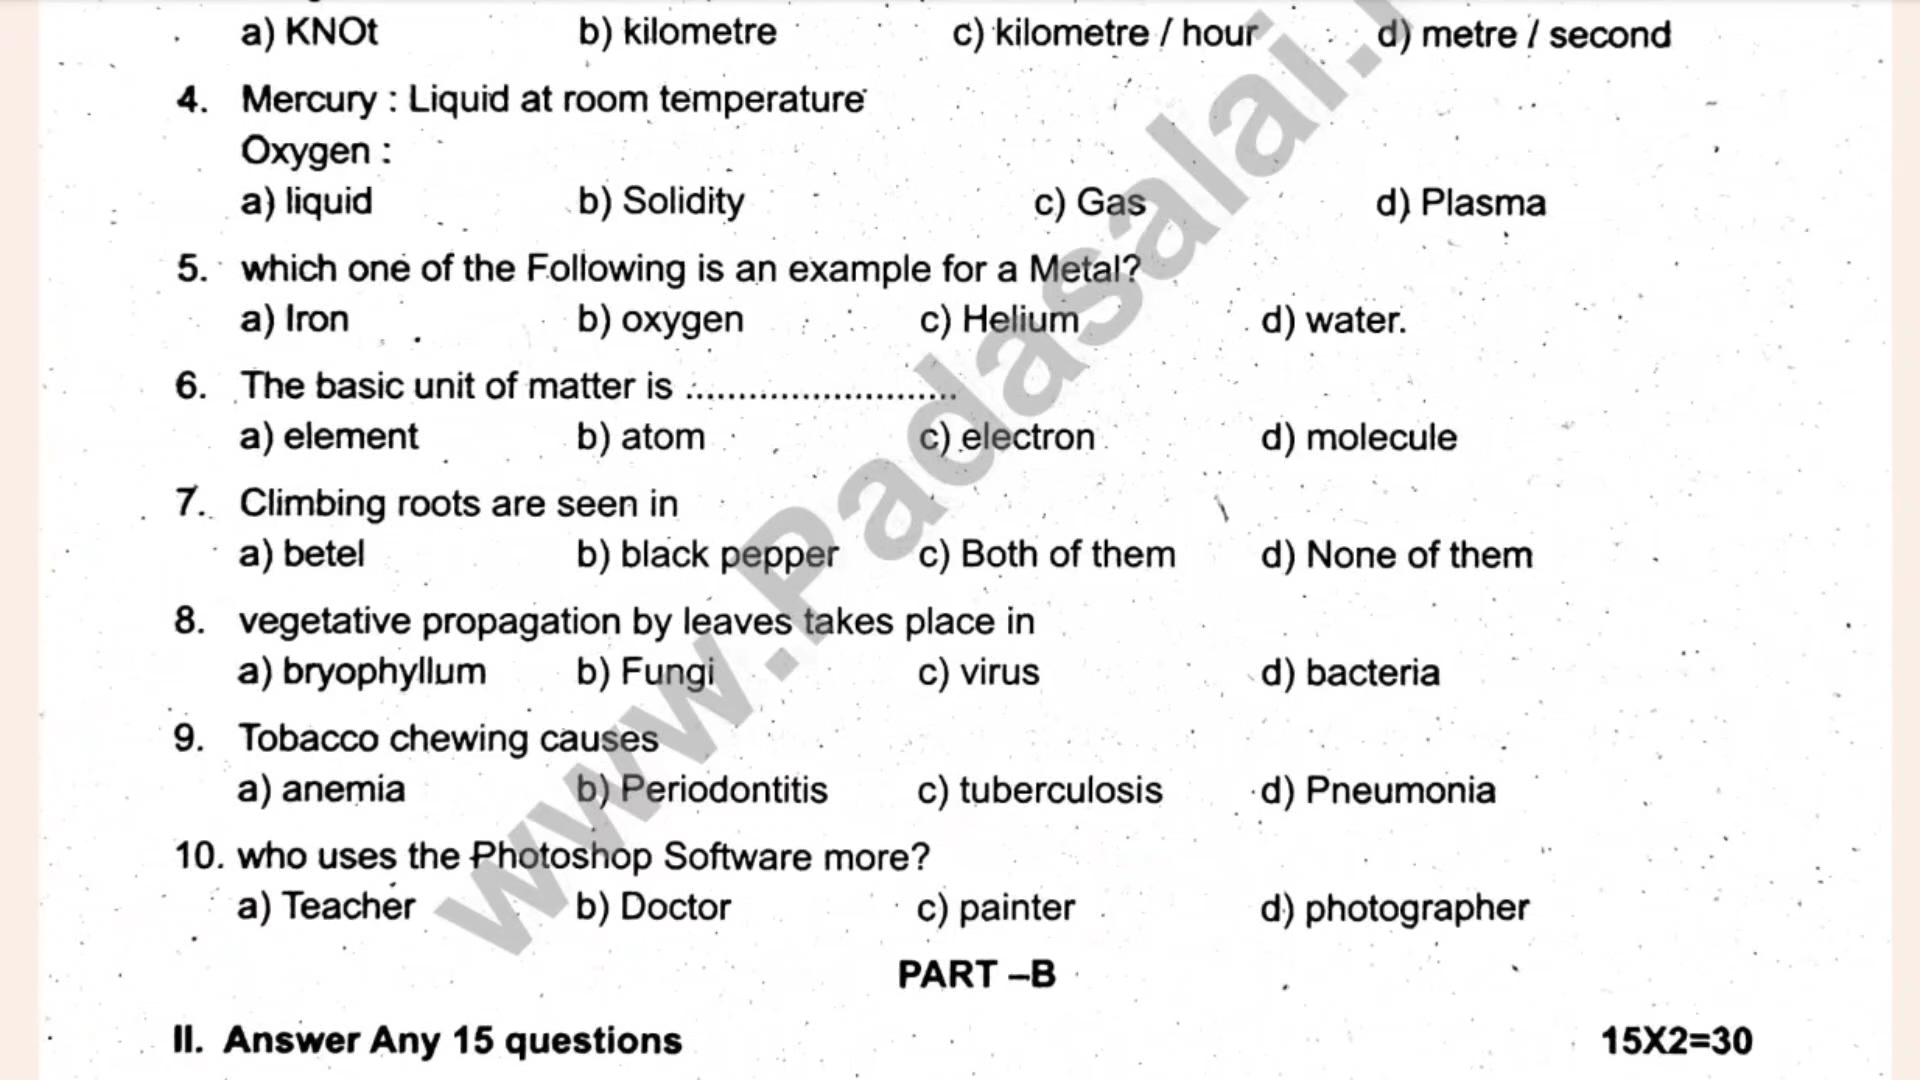 a) KNOt b) kilometre c) kilometre / hour d) metre / second
4. Mercury : Liquid at room temperature
Oxygen :
a) liquid b) Solidity c) Gas d) Plasma
5. which one of the Following is an example for a Metal?
a) Iron b) oxygen c) Helium d) water.
6. The basic unit of matter is ..........................
a) element b) atom c) electron d) molecule
7. Climbing roots are seen in
a) betel b) black pepper c) Both of them d) None of them
8. vegetative propagation by leaves takes place in
a) bryophyllum b) Fungi c) virus d) bacteria
9. Tobacco chewing causes
a) anemia b) Periodontitis c) tuberculosis d) Pneumonia
10. who uses the Photoshop Software more?
a) Teacher b) Doctor c) painter d) photographer
PART –B
II. Answer Any 15 questions 15X2=30
www.Padasalai.